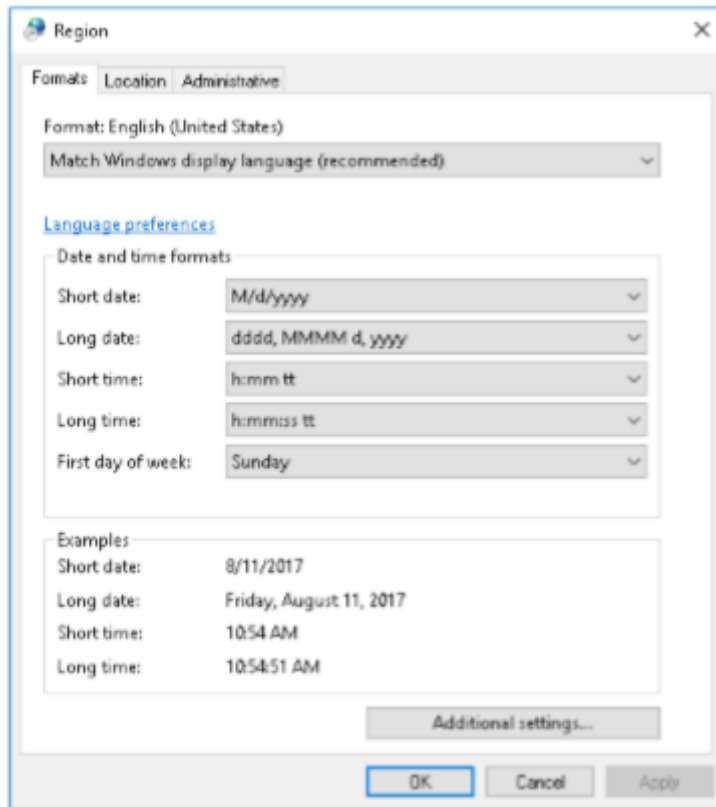 Region
Formats Location Administrative
Format: English (United States)
Match Windows display language (recommended)
Language preferences
Date and time formats
Short date: M/d/yyyy
Long date: dddd, MMMM d, yyyy
Short time: h:mm tt
Long time: h:mm:ss tt
First day of week: Sunday
Examples
Short date: 8/11/2017
Long date: Friday, August 11, 2017
Short time: 10:54 AM
Long time: 10:54:51 AM
Additional settings...
OK Cancel Apply